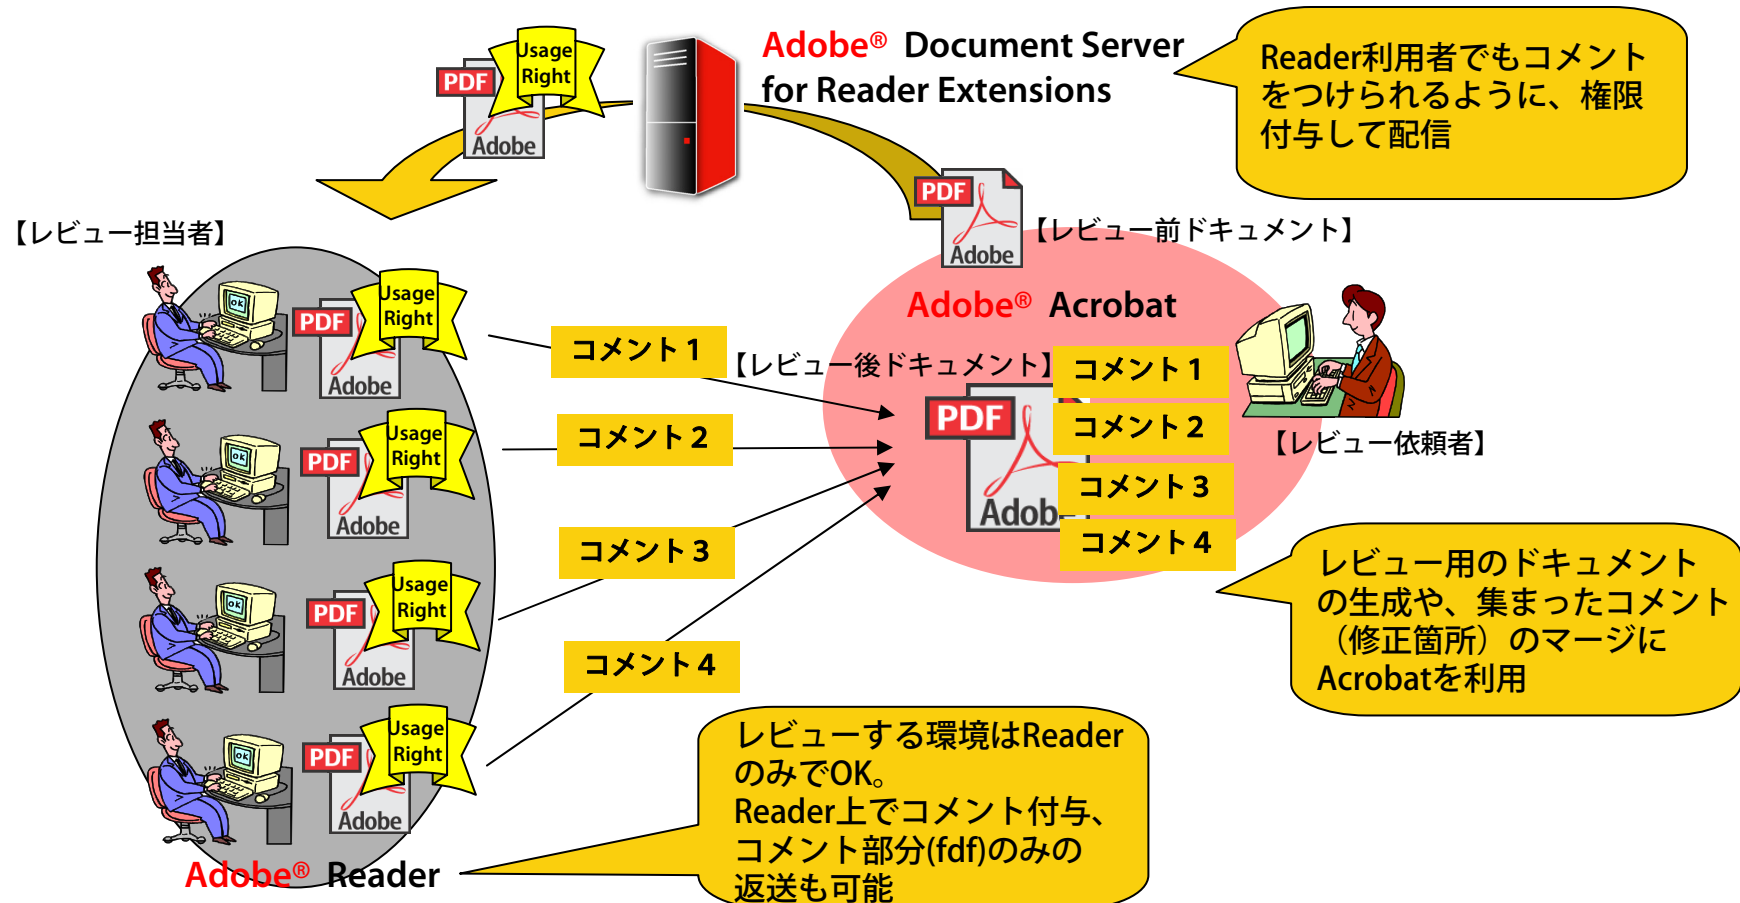 Adobe® Document Server
for Reader Extensions
Reader利用者でもコメント
をつけられるように、権限
付与して配信
Usage
Right
PDF
Adobe
PDF
Adobe
【レビュー前ドキュメント】
【レビュー担当者】
Usage
Right
PDF
Adobe
OK
コメント１
Adobe® Acrobat
【レビュー後ドキュメント】
コメント１
コメント２
コメント３
コメント４
PDF
Adob
【レビュー依頼者】
Usage
Right
PDF
Adobe
OK
コメント２
Usage
Right
PDF
Adobe
OK
コメント３
Usage
Right
PDF
Adobe
OK
コメント４
レビュー用のドキュメント
の生成や、集まったコメント
（修正箇所）のマージに
Acrobatを利用
レビューする環境はReader
のみでOK。
Reader上でコメント付与、
コメント部分(fdf)のみの
返送も可能
Adobe® Reader